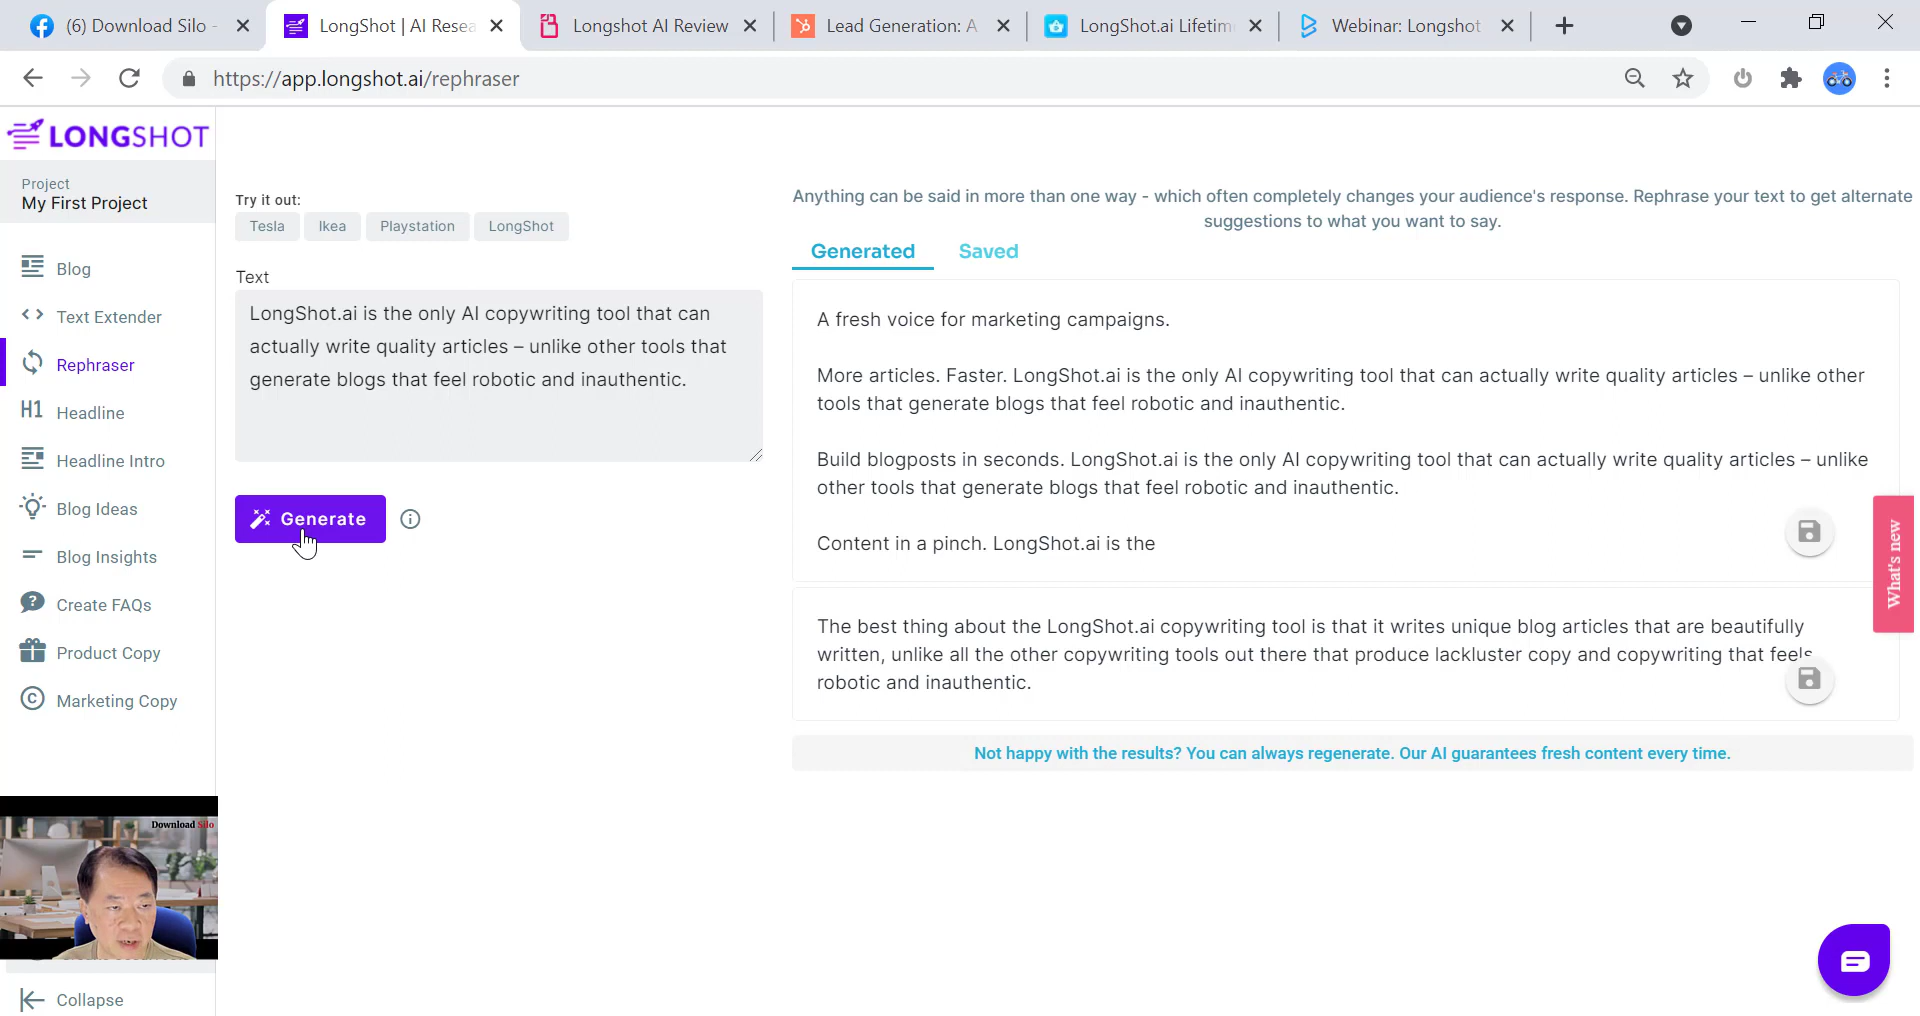 (6) Download Silo -
LongShot | AI Resea
Longshot AI Review
Lead Generation: A
LongShot.ai Lifetim
Webinar: Longshot
https://app.longshot.ai/rephraser
LONGSHOT
Project
My First Project
Blog
Text Extender
Rephraser
H1 Headline
Headline Intro
Blog Ideas
Blog Insights
Create FAQs
Product Copy
Marketing Copy
Download Silo
Collapse
Try it out:
Tesla Ikea Playstation LongShot
Text
LongShot.ai is the only AI copywriting tool that can
actually write quality articles – unlike other tools that
generate blogs that feel robotic and inauthentic.
Generate
Anything can be said in more than one way - which often completely changes your audience's response. Rephrase your text to get alternate
suggestions to what you want to say.
Generated Saved
A fresh voice for marketing campaigns.
More articles. Faster. LongShot.ai is the only AI copywriting tool that can actually write quality articles – unlike other
tools that generate blogs that feel robotic and inauthentic.
Build blogposts in seconds. LongShot.ai is the only AI copywriting tool that can actually write quality articles – unlike
other tools that generate blogs that feel robotic and inauthentic.
Content in a pinch. LongShot.ai is the
The best thing about the LongShot.ai copywriting tool is that it writes unique blog articles that are beautifully
written, unlike all the other copywriting tools out there that produce lackluster copy and copywriting that feels
robotic and inauthentic.
Not happy with the results? You can always regenerate. Our AI guarantees fresh content every time.
What's new